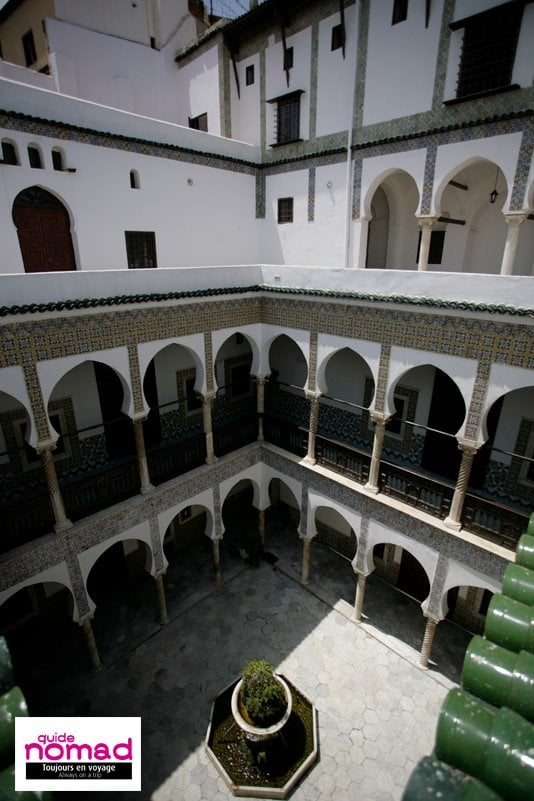 guide
nomad
Toujours en voyage
Always on a trip